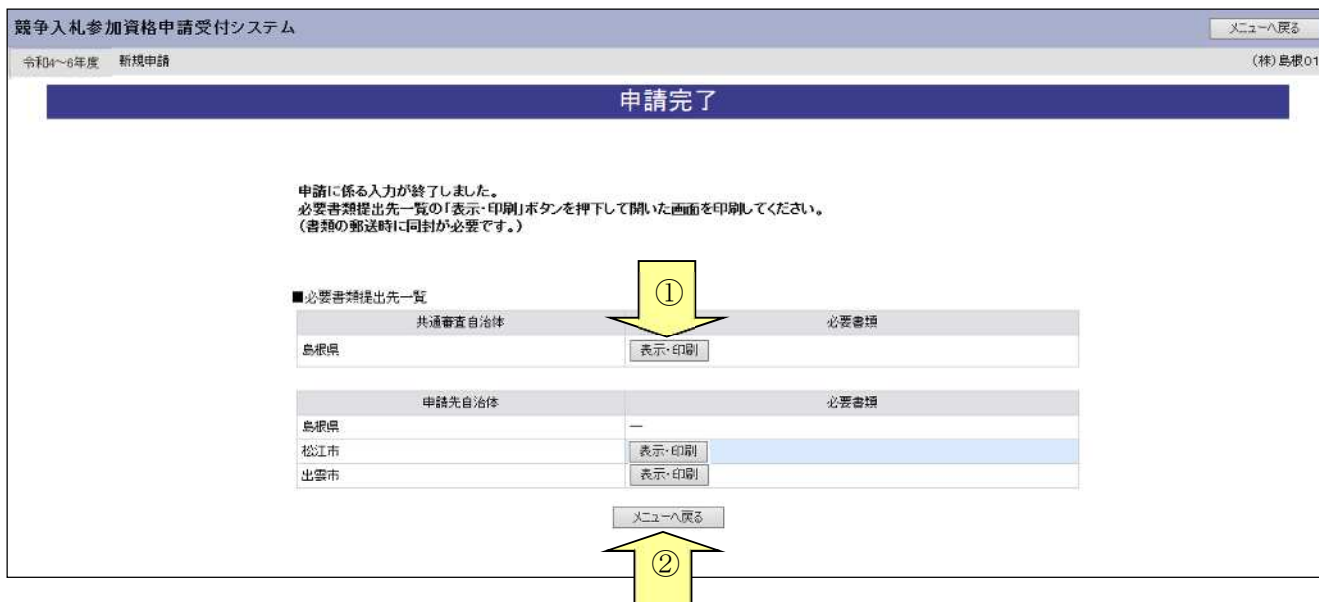 競争入札参加資格申請受付システム
メニューへ戻る
令和4～6年度 新規申請 (株)島根01
申請完了
申請に係る入力が終了しました。
必要書類提出先一覧の「表示・印刷」ボタンを押下して開いた画面を印刷してください。
(書類の郵送時に同封が必要です。)
①
■必要書類提出先一覧
共通審査自治体 必要書類
島根県 表示・印刷
申請先自治体 必要書類
島根県 ―
松江市 表示・印刷
出雲市 表示・印刷
メニューへ戻る
②